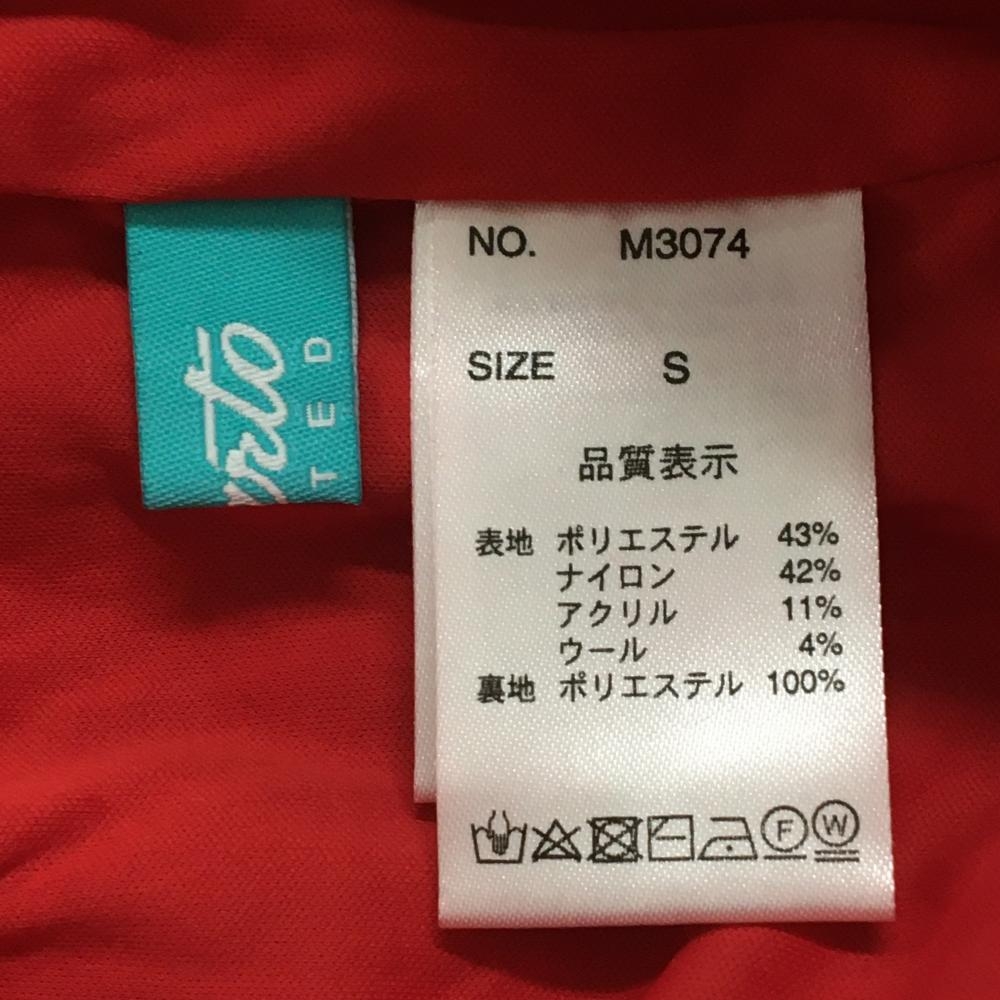 NO. M3074
SIZE S
品質表示
表地 ポリエステル 43%
ナイロン 42%
アクリル 11%
ウール 4%
裏地 ポリエステル 100%
F W
rto
TED